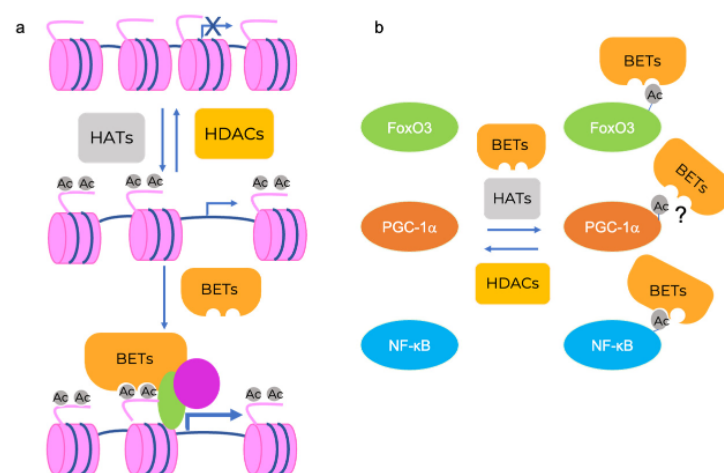 a
HATs
HDACs
Ac Ac
Ac Ac
Ac Ac
BETs
BETs
Ac Ac
Ac Ac
Ac Ac
b
BETs
Ac
FoxO3
FoxO3
BETs
HATs
BETs
Ac
?
PGC-1α
PGC-1α
HDACs
BETs
Ac
NF-κB
NF-κB